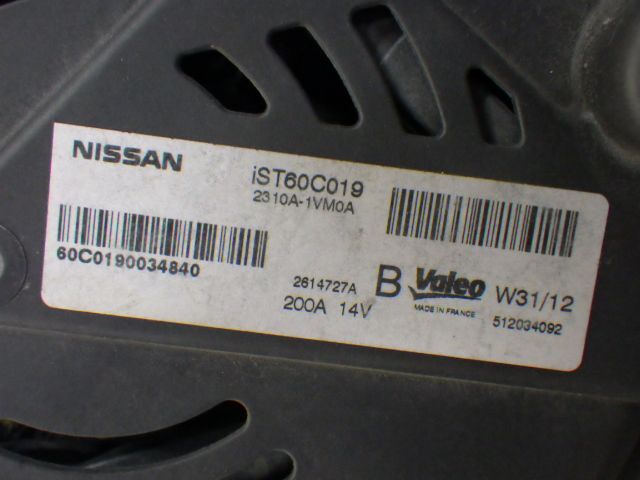 NISSAN
iST60C019
2310A-1VM0A
60C0190034840
2614727A
200A 14V
B Valeo
MADE IN FRANCE
W31/12
512034092